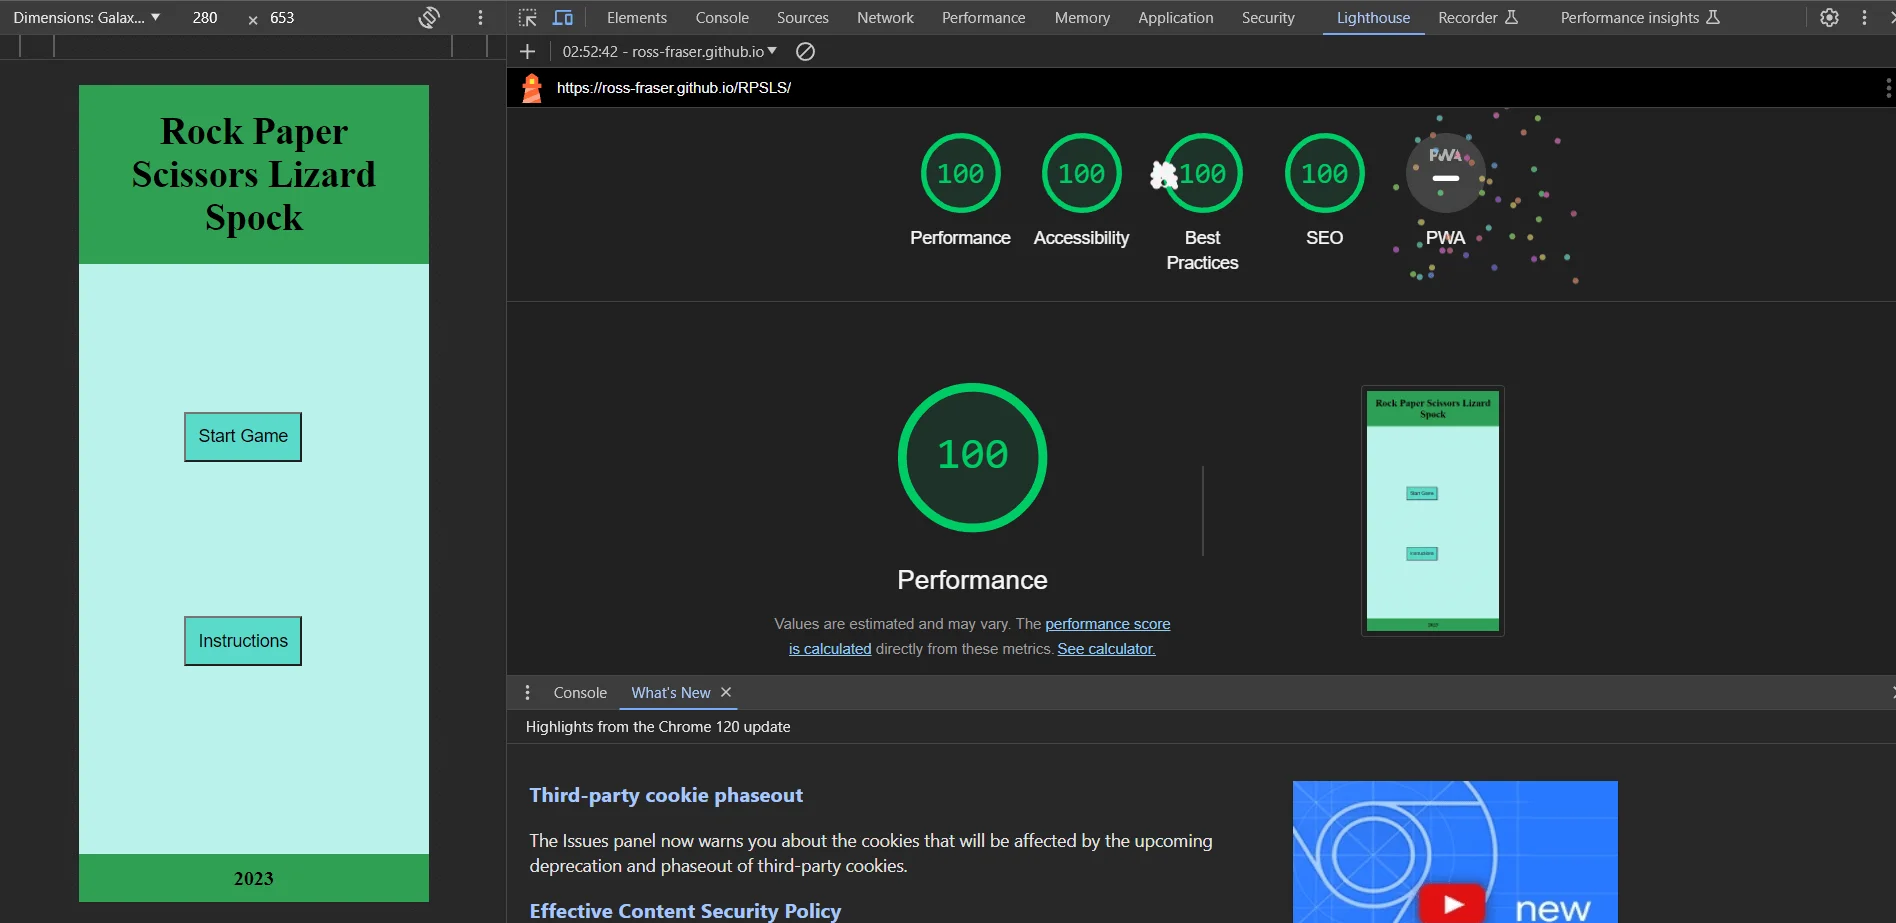 Dimensions: Galax... 280 × 653
Elements Console Sources Network Performance Memory Application Security Lighthouse Recorder Performance insights
02:52:42 - ross-fraser.github.io
https://ross-fraser.github.io/RPSLS/
Rock Paper
Scissors Lizard
Spock
Start Game
Instructions
2023
100 100 100 100 PWA
Performance Accessibility Best
Practices SEO PWA
100
Performance
Values are estimated and may vary. The performance score
is calculated directly from these metrics. See calculator.
Rock Paper Scissors Lizard
Spock
Start Game
Instructions
2023
Console What's New
Highlights from the Chrome 120 update
Third-party cookie phaseout
The Issues panel now warns you about the cookies that will be affected by the upcoming
deprecation and phaseout of third-party cookies.
Effective Content Security Policy
new